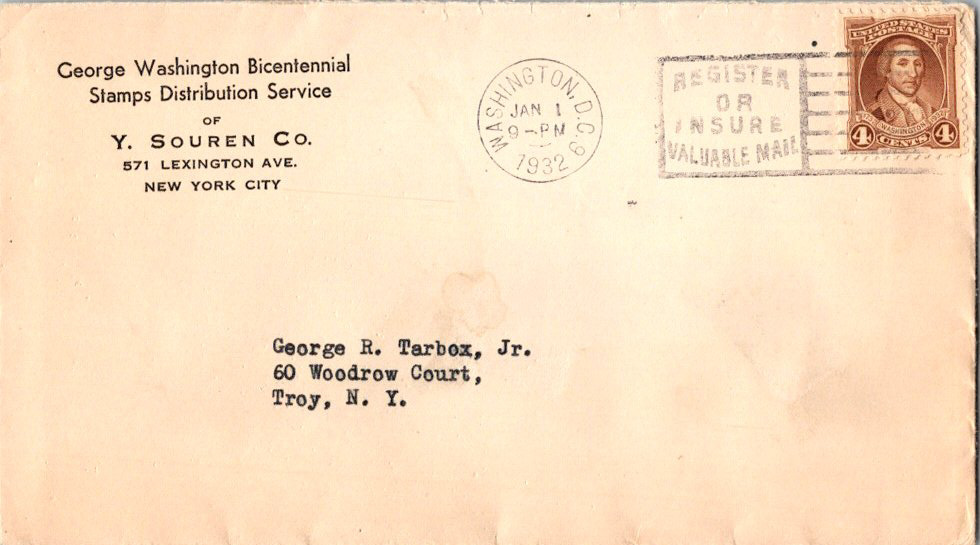 George Washington Bicentennial
Stamps Distribution Service
OF
Y. SOUREN CO.
571 LEXINGTON AVE.
NEW YORK CITY
WASHINGTON, D.C. 9
JAN 1
9-PM
1932
REGISTER
OR
INSURE
VALUABLE MAIL
UNITED STATES
POSTAGE
WASHINGTON
4 CENTS 4
George R. Tarbox, Jr.
60 Woodrow Court,
Troy, N. Y.